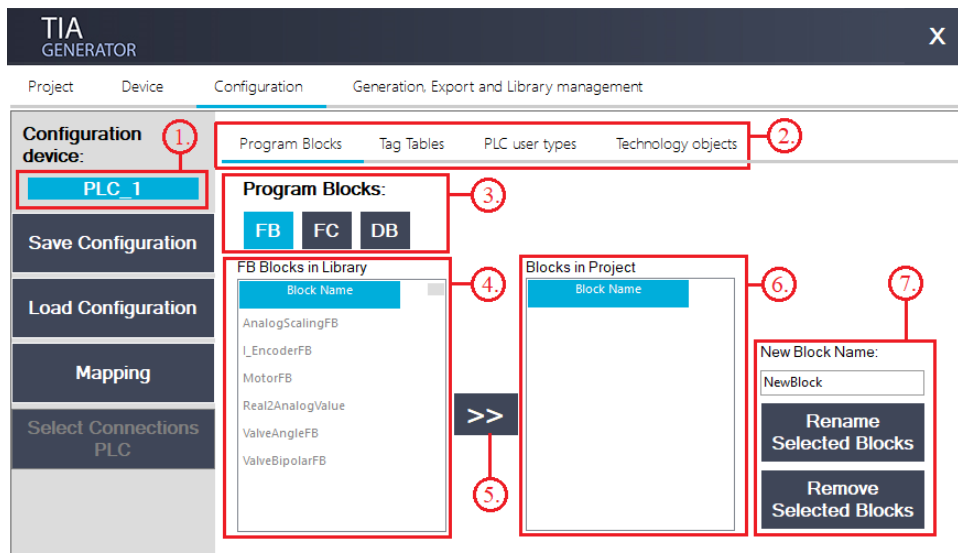 TIA
GENERATOR
X
Project Device Configuration Generation, Export and Library management
Configuration
device:
1.
PLC_1
Save Configuration
Load Configuration
Mapping
Select Connections
PLC
Program Blocks Tag Tables PLC user types Technology objects
2.
Program Blocks:
FB FC DB
3.
FB Blocks in Library
Block Name
AnalogScalingFB
I_EncoderFB
MotorFB
Real2AnalogValue
ValveAngleFB
ValveBipolarFB
4.
>>
5.
Blocks in Project
Block Name
6.
7.
New Block Name:
NewBlock
Rename
Selected Blocks
Remove
Selected Blocks